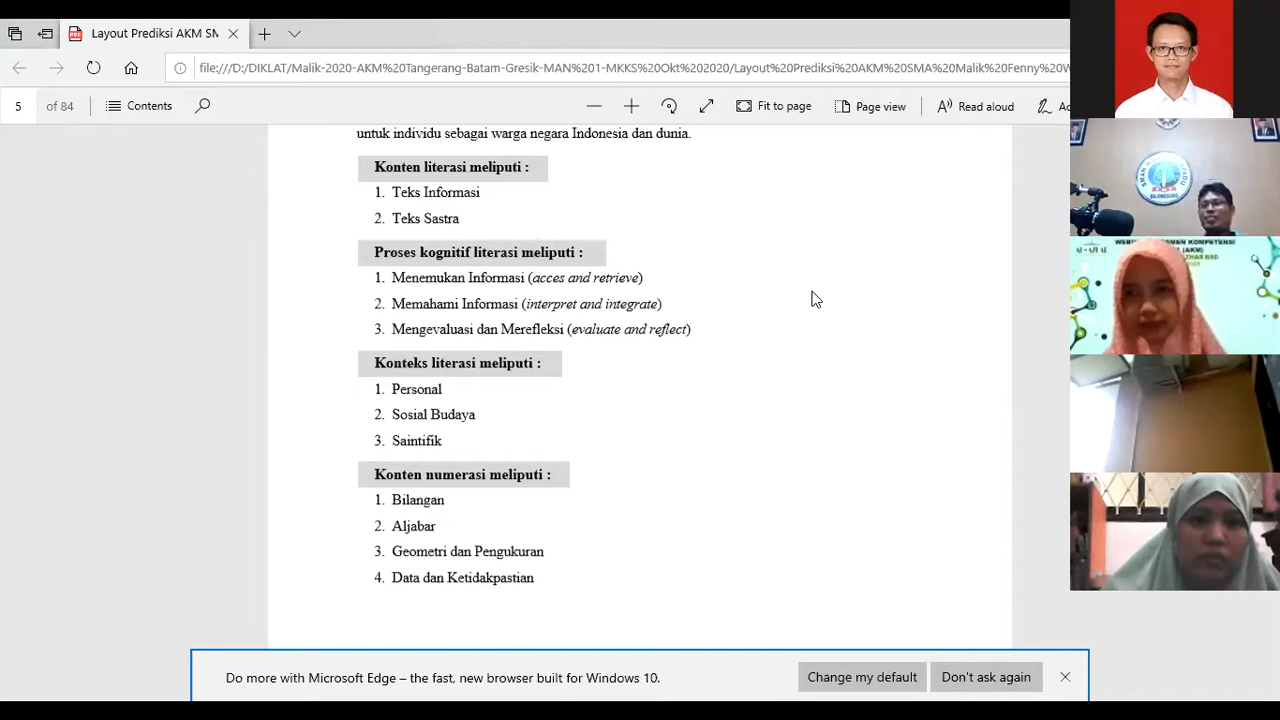 Layout Prediksi AKM SM
file:///D:/DIKLAT/Malik-2020-AKM%20Tangerang-Batam-Gresik-MAN%201-MKKS%20Okt%202020/Layout%20Prediksi%20AKM%20SMA%20Malik%20Fenny%20W
5 of 84 Contents Fit to page Page view Read aloud
untuk individu sebagai warga negara Indonesia dan dunia.
Konten literasi meliputi :
1. Teks Informasi
2. Teks Sastra
Proses kognitif literasi meliputi :
1. Menemukan Informasi (acces and retrieve)
2. Memahami Informasi (interpret and integrate)
3. Mengevaluasi dan Merefleksi (evaluate and reflect)
Konteks literasi meliputi :
1. Personal
2. Sosial Budaya
3. Saintifik
Konten numerasi meliputi :
1. Bilangan
2. Aljabar
3. Geometri dan Pengukuran
4. Data dan Ketidakpastian
Do more with Microsoft Edge – the fast, new browser built for Windows 10.
Change my default
Don't ask again
BOJONEGORO
KOMPETENSI
(AKM)
BSD